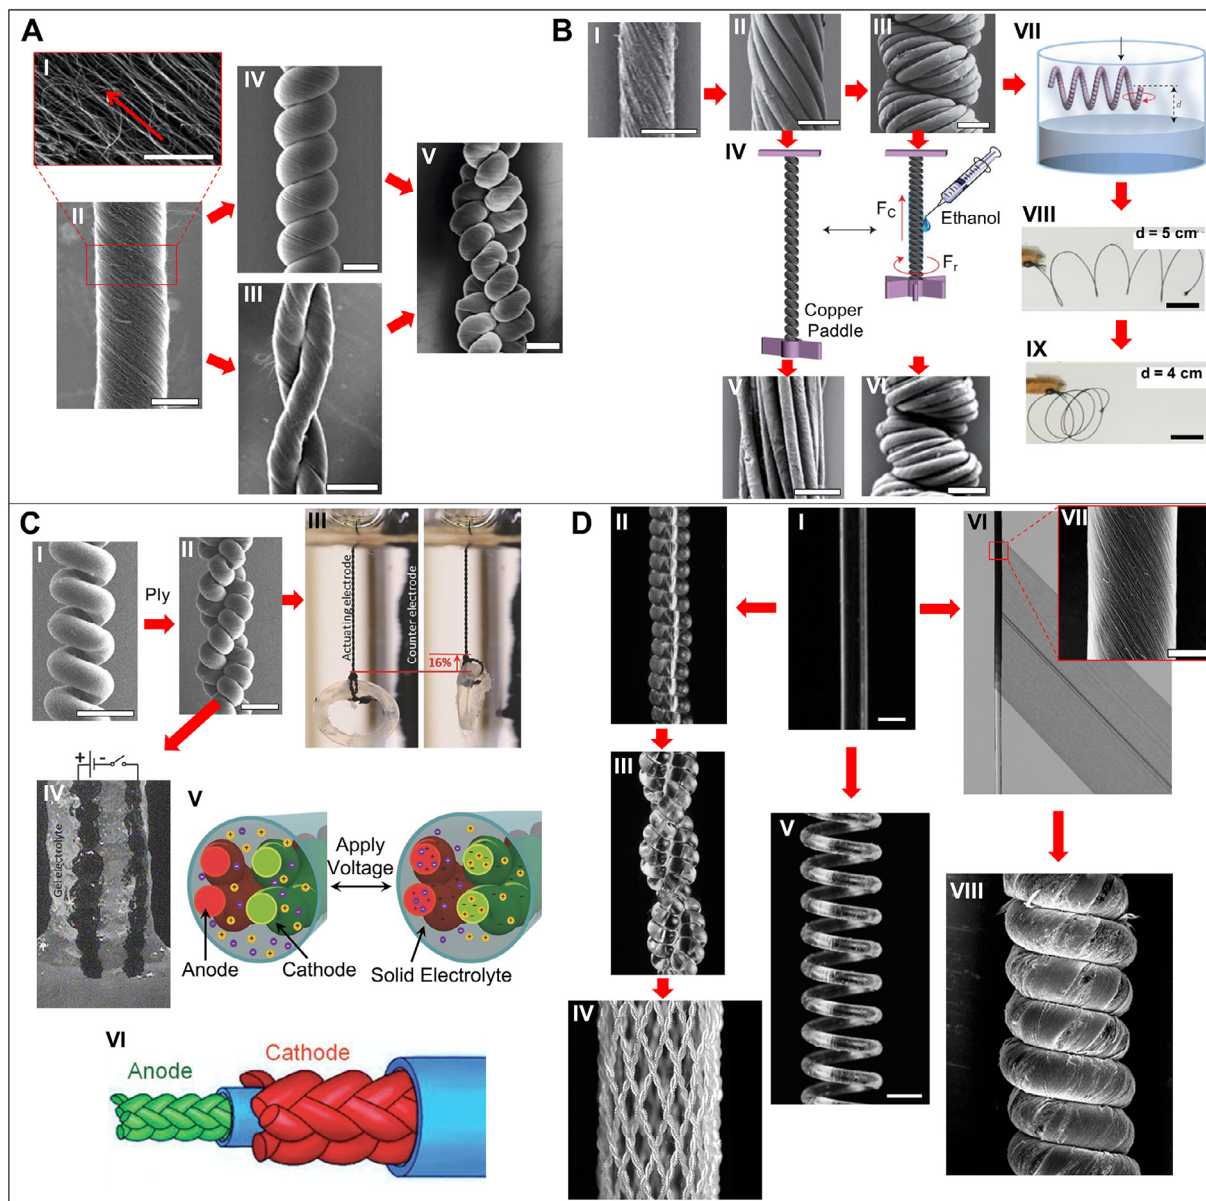 A
I
II
IV
III
V
B
I
II
III
VII
d
IV
F_C
Ethanol
F_r
Copper
Paddle
V
VI
VIII
d = 5 cm
IX
d = 4 cm
C
I
Ply
II
III
Actuating electrode
Counter electrode
16%
+
-
IV
Gel electrolyte
V
Apply
Voltage
Anode
Cathode
Solid Electrolyte
VI
Anode
Cathode
D
II
I
VI
VII
III
V
VIII
IV